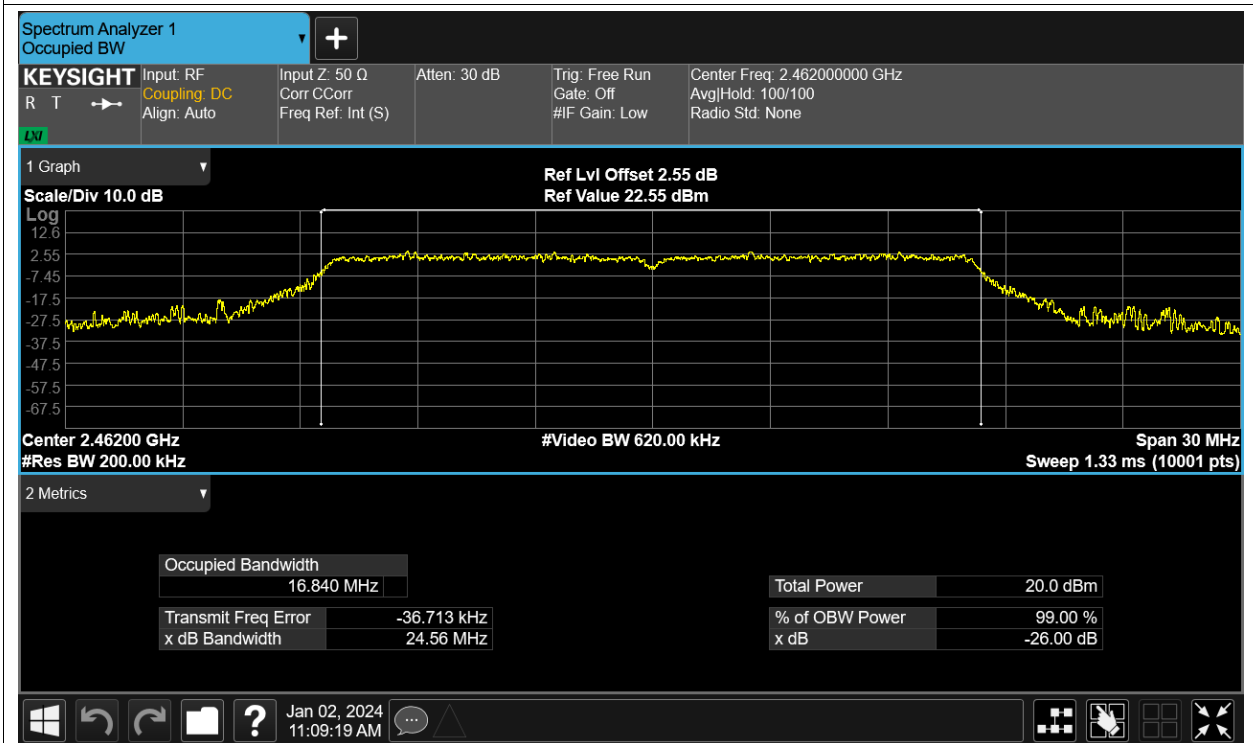 Spectrum Analyzer 1
Occupied BW
KEYSIGHT
R T
LXI
Input: RF
Coupling: DC
Align: Auto
Input Z: 50 Ω
Corr CCorr
Freq Ref: Int (S)
Atten: 30 dB
Trig: Free Run
Gate: Off
#IF Gain: Low
Center Freq: 2.462000000 GHz
Avg|Hold: 100/100
Radio Std: None
1 Graph
Scale/Div 10.0 dB
Ref Lvl Offset 2.55 dB
Ref Value 22.55 dBm
Log
12.6
2.55
-7.45
-17.5
-27.5
-37.5
-47.5
-57.5
-67.5
Center 2.46200 GHz
#Video BW 620.00 kHz
Span 30 MHz
#Res BW 200.00 kHz
Sweep 1.33 ms (10001 pts)
2 Metrics
Occupied Bandwidth
16.840 MHz
Total Power 20.0 dBm
Transmit Freq Error -36.713 kHz
% of OBW Power 99.00 %
x dB Bandwidth 24.56 MHz
x dB -26.00 dB
?
Jan 02, 2024
11:09:19 AM